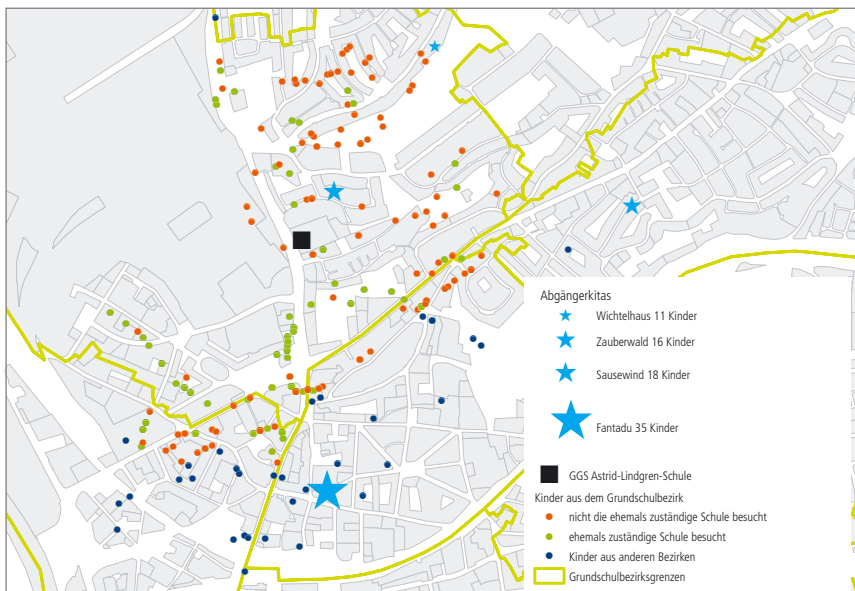 Abgängerkitas
Wichtelhaus 11 Kinder
Zauberwald 16 Kinder
Sausewind 18 Kinder
Fantadu 35 Kinder
GGS Astrid-Lindgren-Schule
Kinder aus dem Grundschulbezirk
nicht die ehemals zuständige Schule besucht
ehemals zuständige Schule besucht
Kinder aus anderen Bezirken
Grundschulbezirksgrenzen